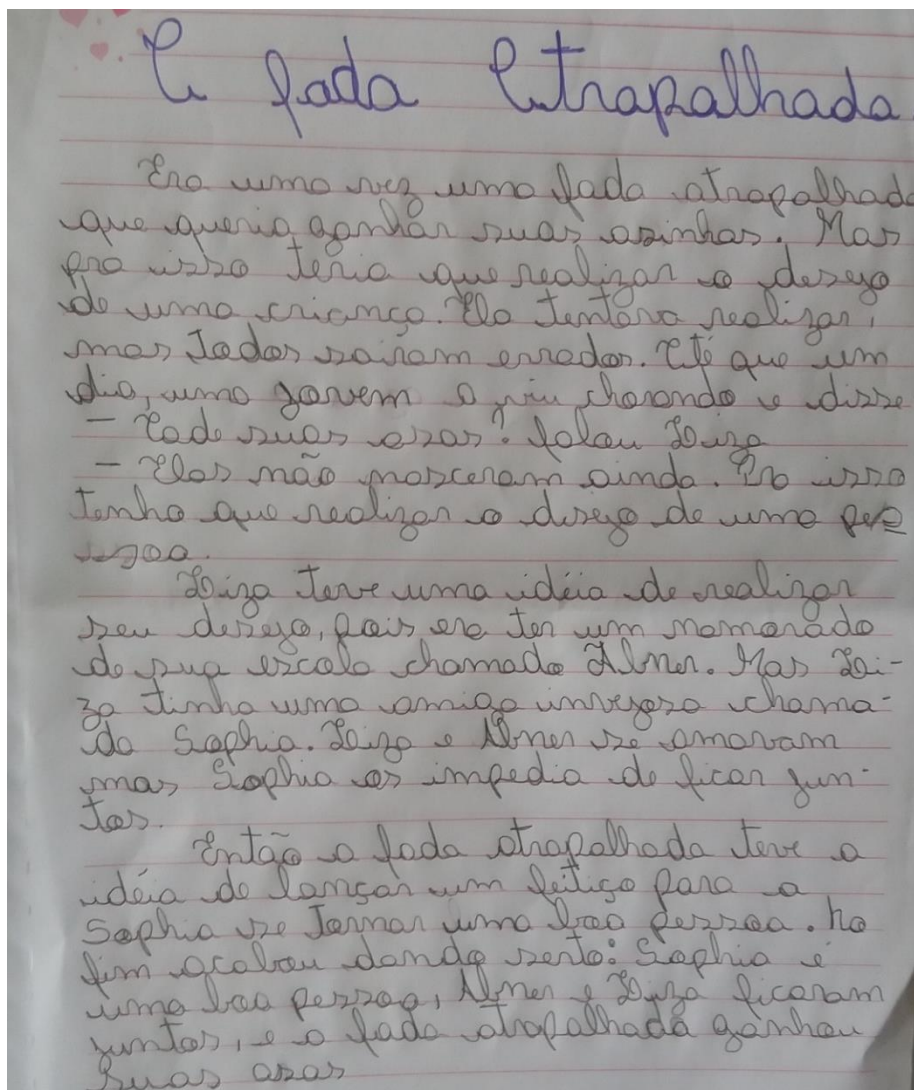 A fada Atrapalhada
Era uma vez uma fada atrapalhada
que queria ganhar suas asinhas. Mas
pra isso teria que realizar o desejo
de uma criança. Ela tentava realizar,
mas todos saiam errados. Até que um
dia, uma jovem a viu chorando e disse
- Cade suas asas? falou Luiza
- Elas não nasceram ainda. Pra isso
tenho que realizar o desejo de uma pe
ssoa.
Luiza teve uma idéia de realizar
seu desejo, pois era ter um namorado
de sua escola chamado Abner. Mas Lui-
za tinha uma amiga invejosa chama-
da Sophia. Luiza e Abner se amavam
mas Sophia os impedia de ficar jun-
tos.
Então a fada atrapalhada teve a
idéia de lançar um feitiço para a
Sophia se tornar uma boa pessoa. No
fim acabou dando serto: Sophia é
uma boa pessoa, Abner e Luiza ficaram
juntos, e a fada atrapalhada ganhou
suas asas